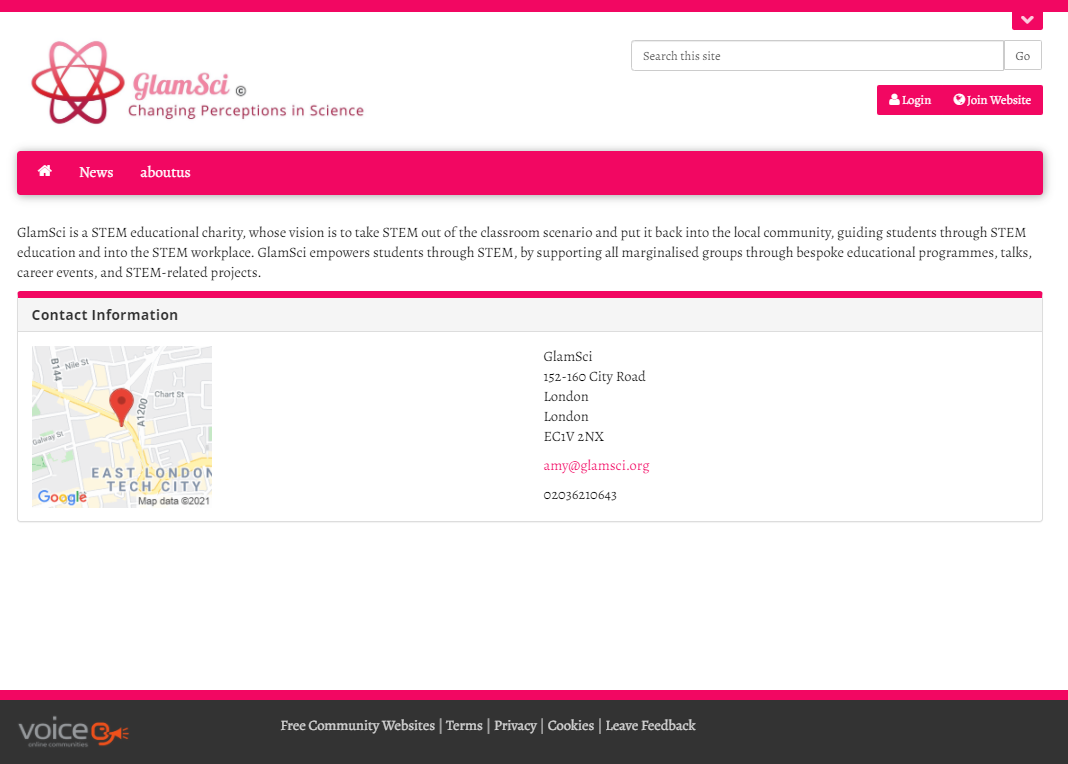 Search this site
Go
GlamSci ©
Changing Perceptions in Science
Login
Join Website
News
aboutus
GlamSci is a STEM educational charity, whose vision is to take STEM out of the classroom scenario and put it back into the local community, guiding students through STEM
education and into the STEM workplace. GlamSci empowers students through STEM, by supporting all marginalised groups through bespoke educational programmes, talks,
career events, and STEM-related projects.
Contact Information
B144
Nile St
Chart St
A1200
Galway St
EAST LONDON
TECH CITY
Google
Map data ©2021
GlamSci
152-160 City Road
London
London
EC1V 2NX
amy@glamsci.org
02036210643
voice
online communities
Free Community Websites | Terms | Privacy | Cookies | Leave Feedback